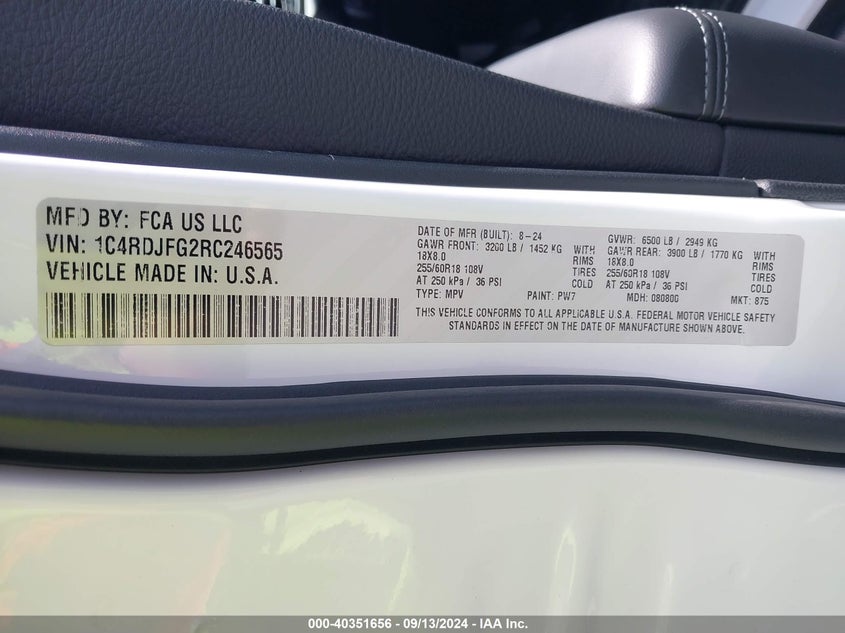 MFD BY: FCA US LLC
VIN: 1C4RDJFG2RC246565
VEHICLE MADE IN: U.S.A.
DATE OF MFR (BUILT): 8-24
GAWR FRONT: 3200 LB / 1452 KG WITH
18X8.0 RIMS
255/60R18 108V TIRES
AT 250 kPa / 36 PSI COLD
TYPE: MPV PAINT: PW7
GVWR: 6500 LB / 2949 KG
GAWR REAR: 3900 LB / 1770 KG WITH
18X8.0 RIMS
255/60R18 108V TIRES
AT 250 kPa / 36 PSI COLD
MDH: 080800 MKT: 875
THIS VEHICLE CONFORMS TO ALL APPLICABLE U.S.A. FEDERAL MOTOR VEHICLE SAFETY
STANDARDS IN EFFECT ON THE DATE OF MANUFACTURE SHOWN ABOVE.
000-40351656 - 09/13/2024 - IAA Inc.